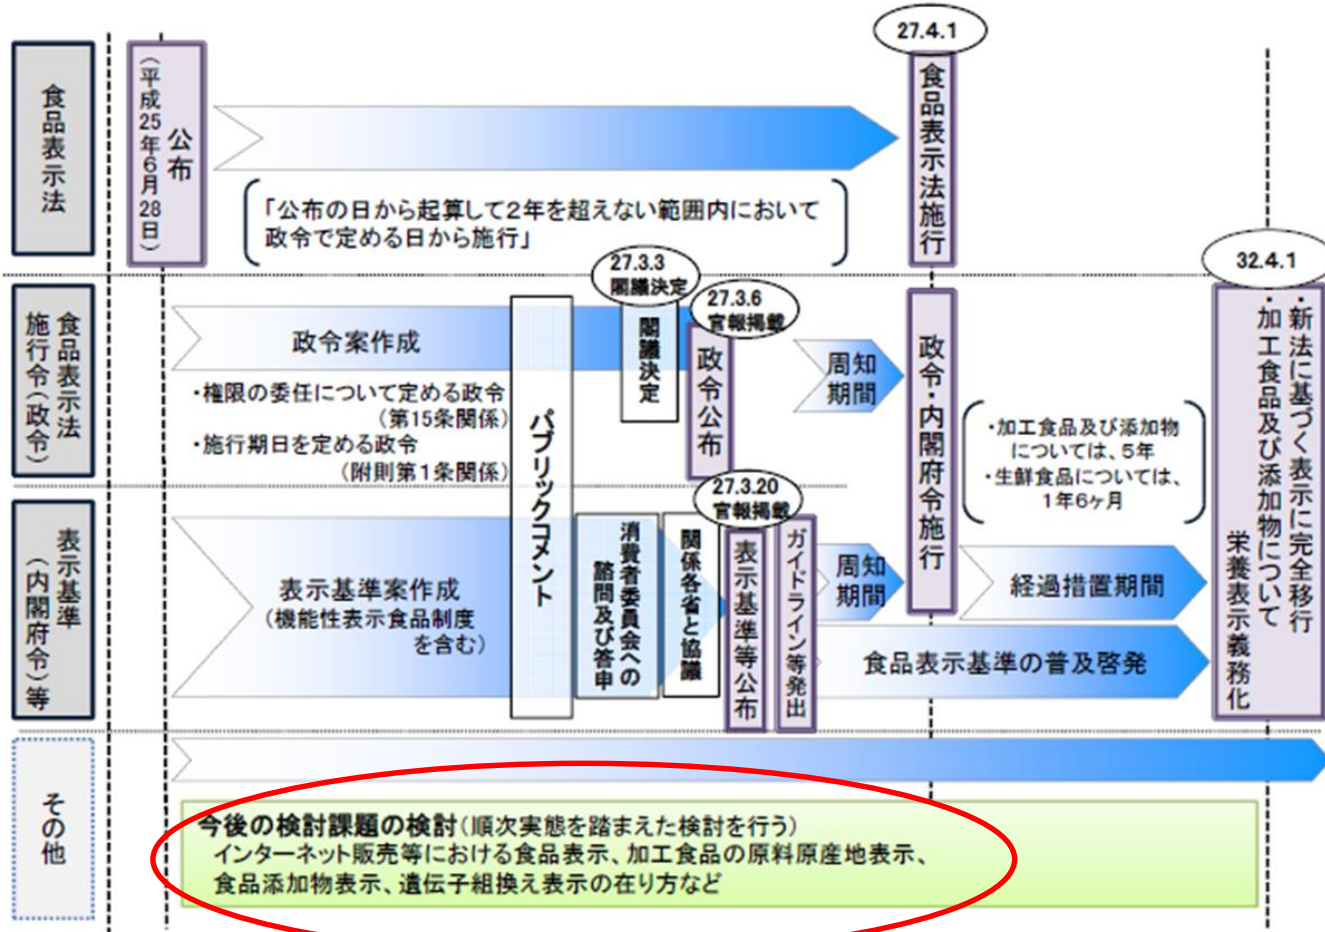 食品表示法
公布
(平成25年6月28日)
27.4.1
食品表示法施行
「公布の日から起算して2年を超えない範囲内において
政令で定める日から施行」
食品表示法
施行令(政令)
政令案作成
・権限の委任について定める政令
(第15条関係)
・施行期日を定める政令
(附則第1条関係)
パブリックコメント
27.3.3
閣議決定
閣議決定
27.3.6
官報掲載
政令公布
周知
期間
政令・内閣府令施行
・加工食品及び添加物
については、5年
・生鮮食品については、
1年6ヶ月
32.4.1
・新法に基づく表示に完全移行
・加工食品及び添加物について
栄養表示義務化
表示基準
(内閣府令)等
表示基準案作成
(機能性表示食品制度
を含む)
消費者委員会への
諮問及び答申
関係各省と協議
27.3.20
官報掲載
表示基準等公布
ガイドライン等発出
周知
期間
経過措置期間
食品表示基準の普及啓発
その他
今後の検討課題の検討(順次実態を踏まえた検討を行う)
インターネット販売等における食品表示、加工食品の原料原産地表示、
食品添加物表示、遺伝子組換え表示の在り方など